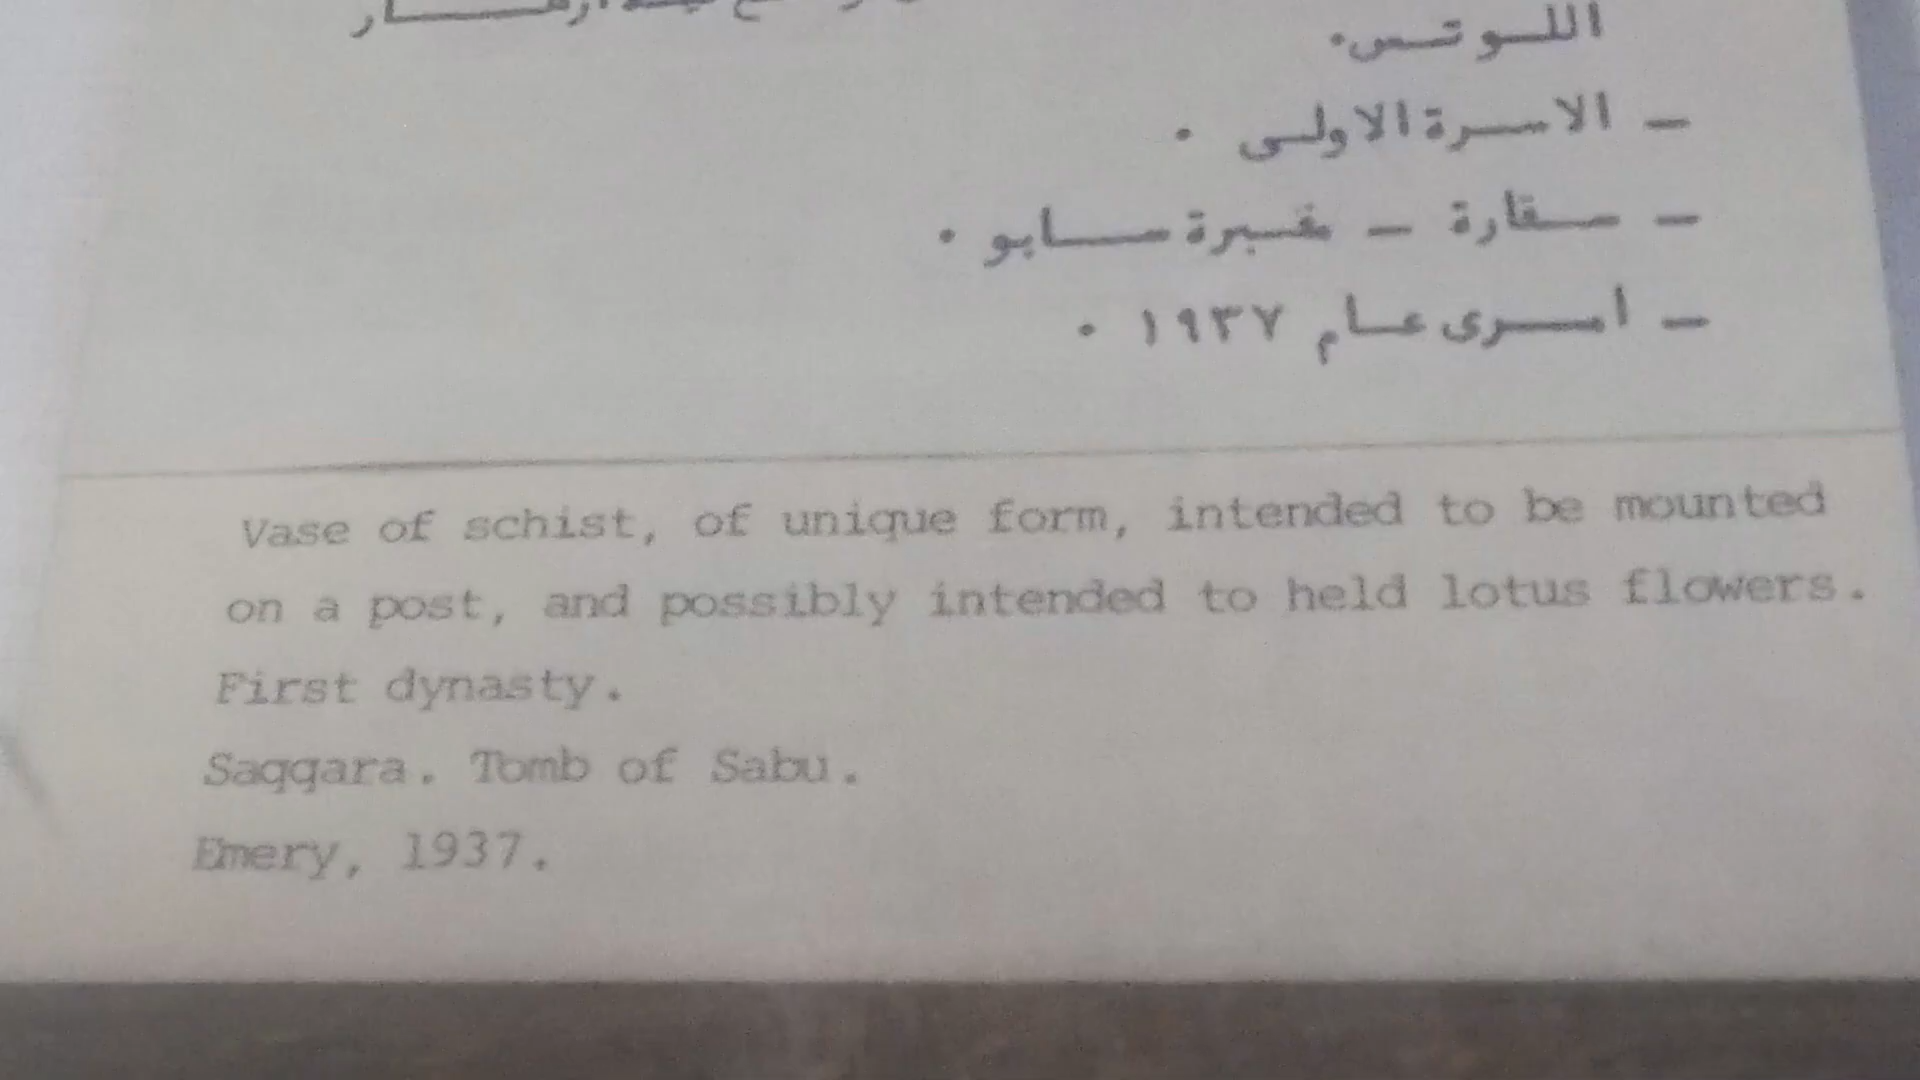 ازهار
اللوتس.
- الاسرة الاولى .
- سقارة - مقبرة سابو .
- امرى عام ١٩٣٧ .
Vase of schist, of unique form, intended to be mounted
on a post, and possibly intended to held lotus flowers.
First dynasty.
Saqqara. Tomb of Sabu.
Emery, 1937.